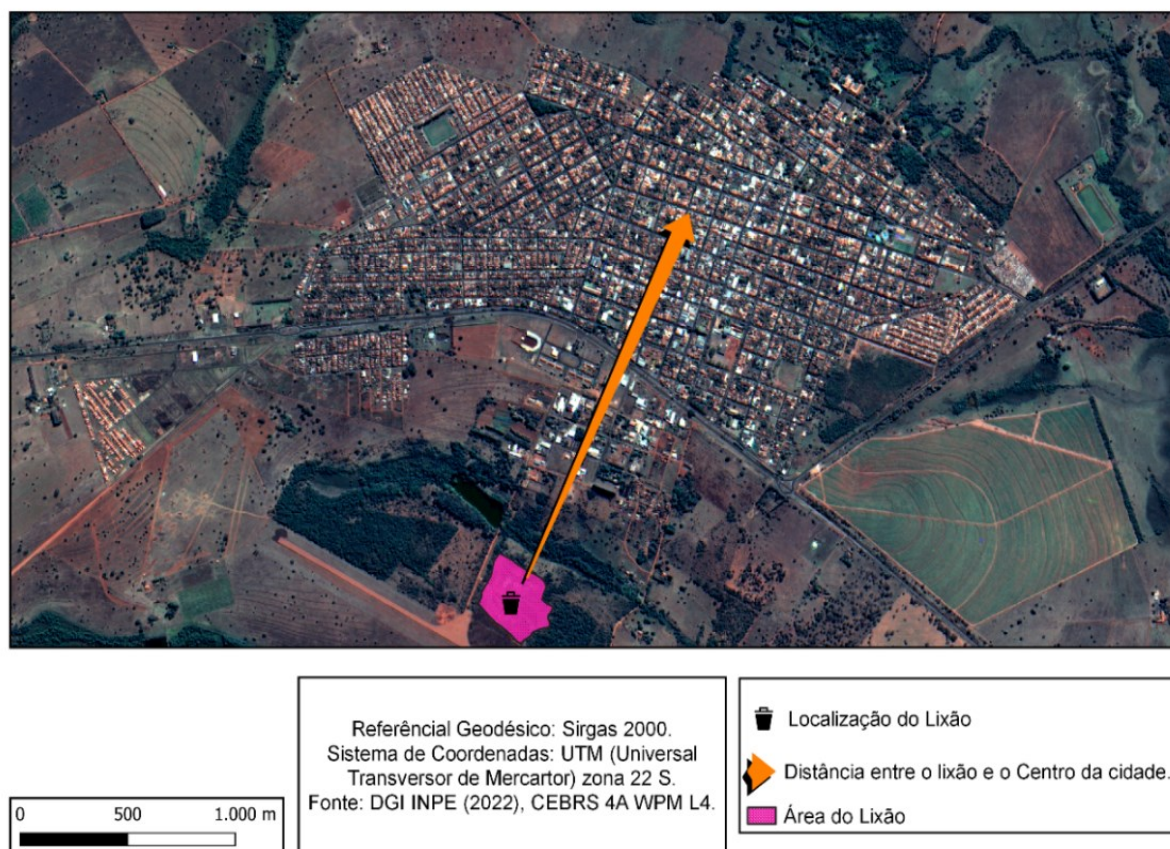 Referêncial Geodésico: Sirgas 2000.
Sistema de Coordenadas: UTM (Universal
Transversor de Mercartor) zona 22 S.
Fonte: DGI INPE (2022), CEBRS 4A WPM L4.
Localização do Lixão
Distância entre o lixão e o Centro da cidade.
Área do Lixão
0 500 1.000 m